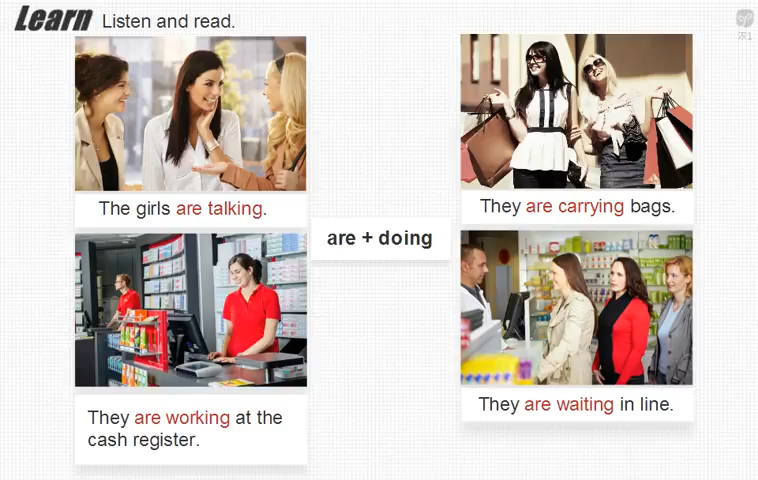 Learn Listen and read.
The girls are talking.
They are carrying bags.
are + doing
They are working at the
cash register.
They are waiting in line.